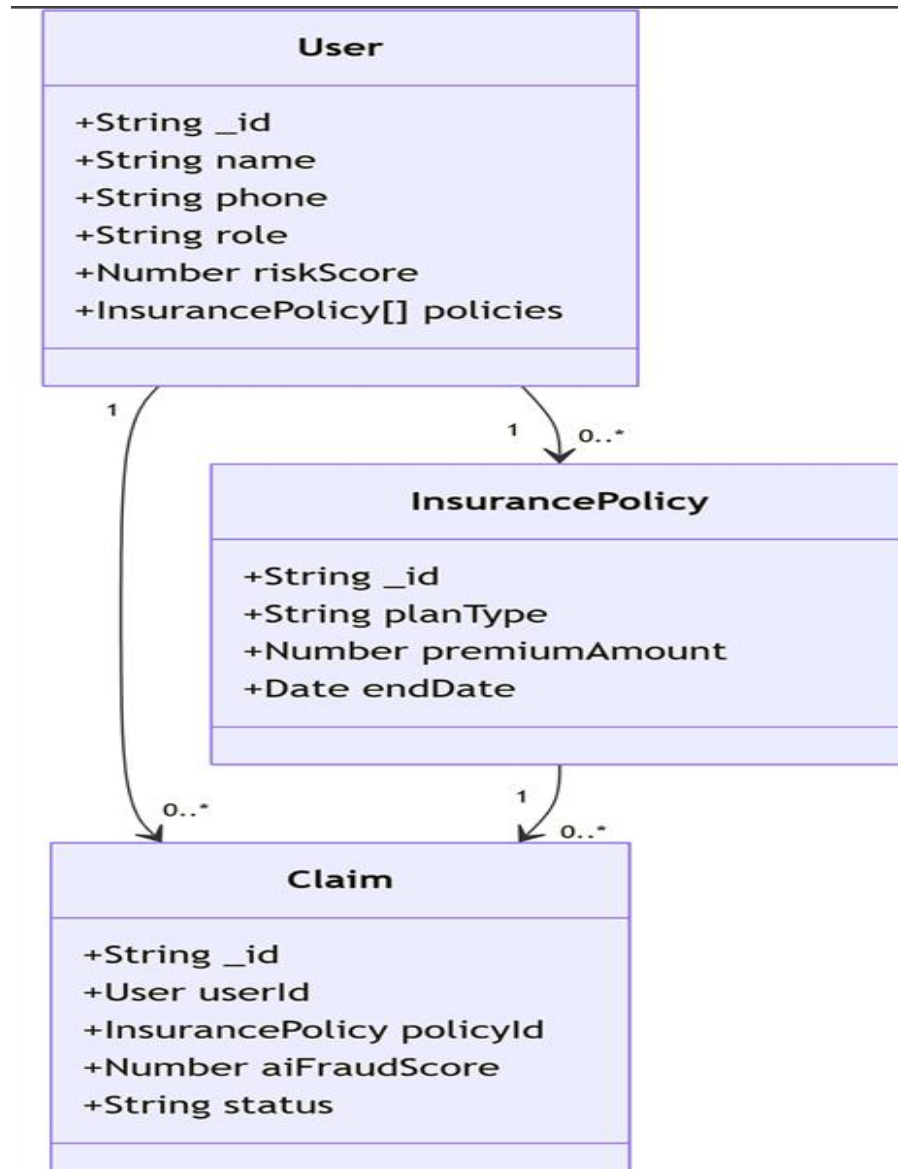 User
+String _id
+String name
+String phone
+String role
+Number riskScore
+InsurancePolicy[] policies
1
1
0..*
InsurancePolicy
+String _id
+String planType
+Number premiumAmount
+Date endDate
0..*
1
0..*
Claim
+String _id
+User userId
+InsurancePolicy policyId
+Number aiFraudScore
+String status